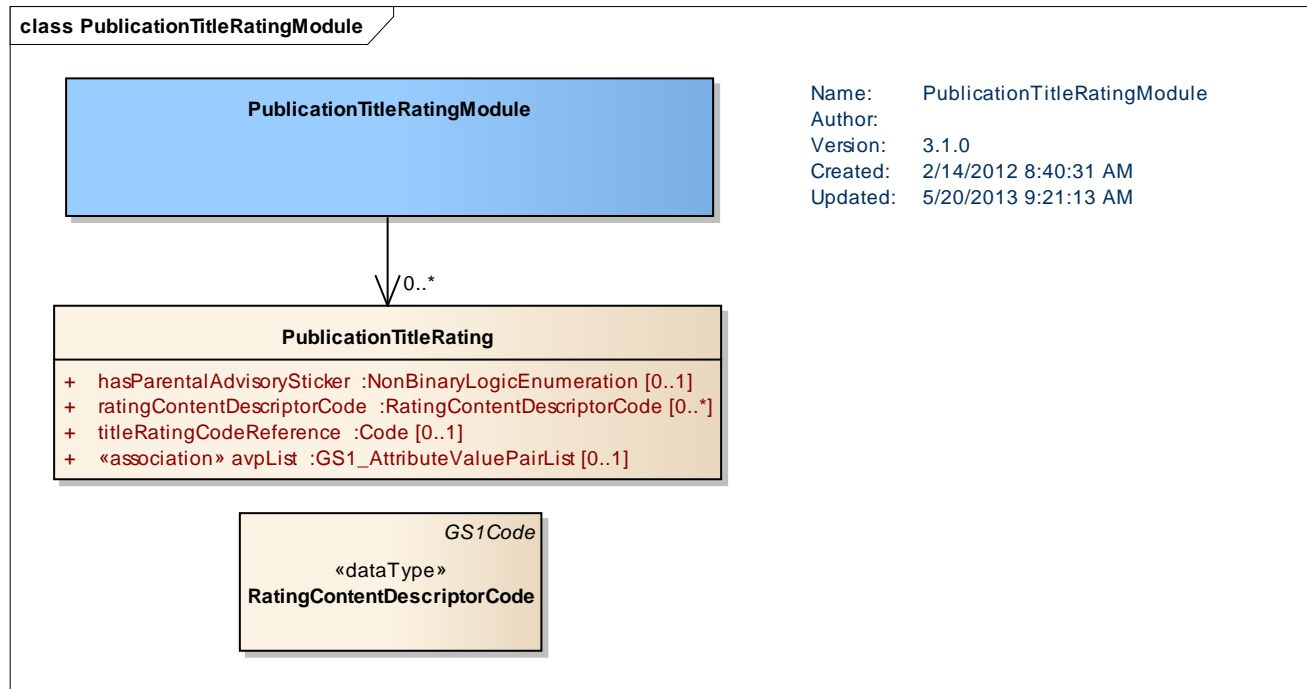 class PublicationTitleRatingModule
PublicationTitleRatingModule
Name: PublicationTitleRatingModule
Author:
Version: 3.1.0
Created: 2/14/2012 8:40:31 AM
Updated: 5/20/2013 9:21:13 AM
0..*
PublicationTitleRating
+ hasParentalAdvisorySticker :NonBinaryLogicEnumeration [0..1]
+ ratingContentDescriptorCode :RatingContentDescriptorCode [0..*]
+ titleRatingCodeReference :Code [0..1]
+ «association» avpList :GS1_AttributeValuePairList [0..1]
GS1Code
«dataType»
RatingContentDescriptorCode